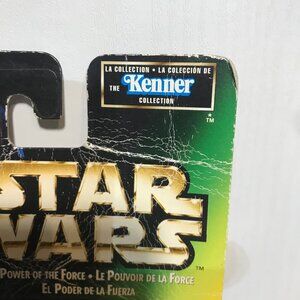 LA COLLECTION • LA COLECCIÓN DE
THE Kenner
COLLECTION
™
STAR
WARS
™
POWER OF THE FORCE • LE POUVOIR DE LA FORCE
EL PODER DE LA FUERZA